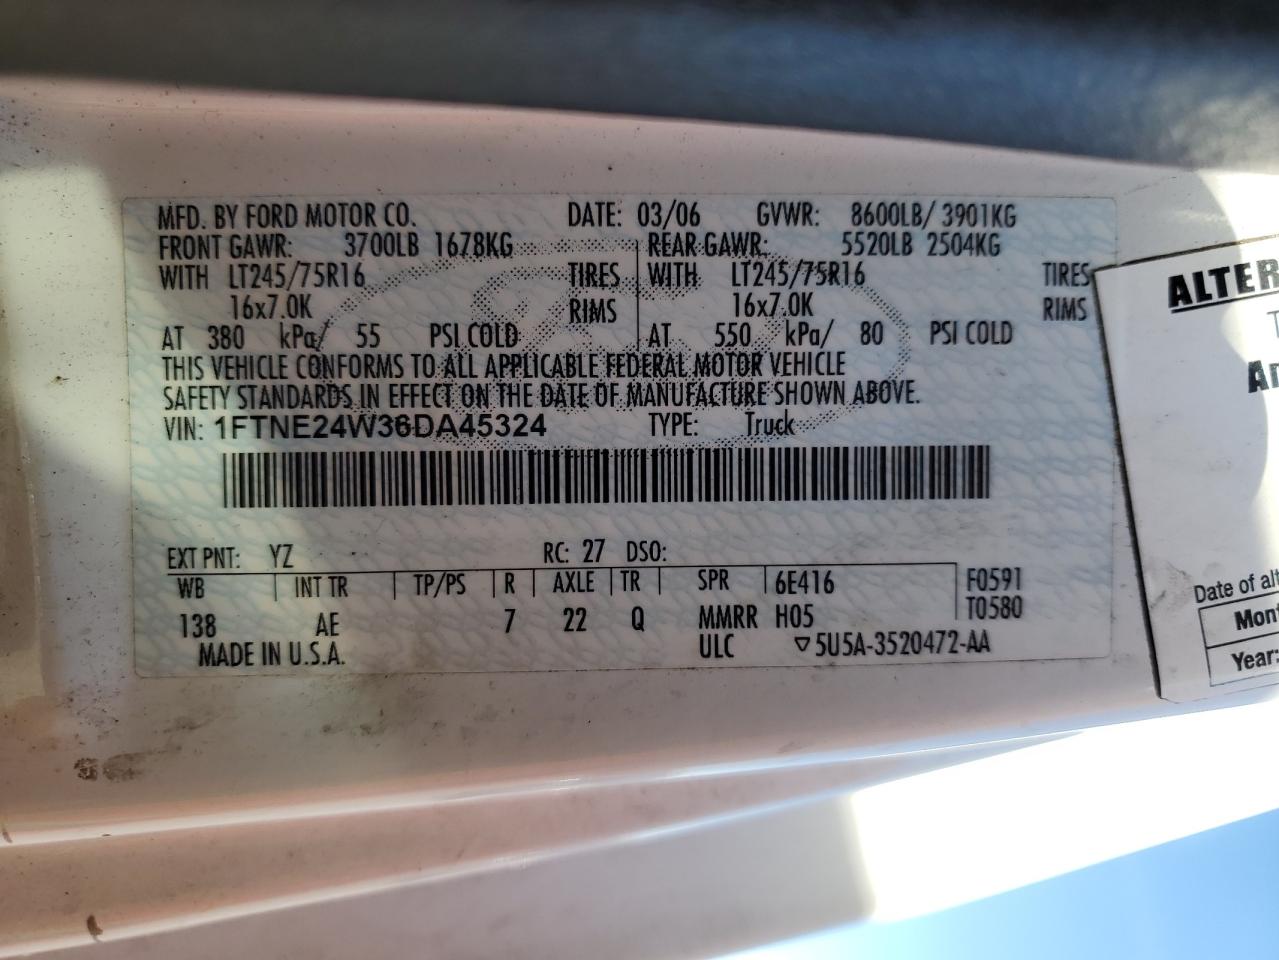 MFD. BY FORD MOTOR CO. DATE: 03/06 GVWR: 8600LB/ 3901KG
FRONT GAWR: 3700LB 1678KG REAR GAWR: 5520LB 2504KG
WITH LT245/75R16 TIRES WITH LT245/75R16 TIRES
16x7.0K RIMS 16x7.0K RIMS
AT 380 kPa/ 55 PSI COLD AT 550 kPa/ 80 PSI COLD
THIS VEHICLE CONFORMS TO ALL APPLICABLE FEDERAL MOTOR VEHICLE
SAFETY STANDARDS IN EFFECT ON THE DATE OF MANUFACTURE SHOWN ABOVE.
VIN: 1FTNE24W36DA45324 TYPE: Truck
EXT PNT: YZ RC: 27 DSO:
WB INT TR TP/PS R AXLE TR SPR 6E416 F0591
138 AE 7 22 Q MMRR H05 T0580
MADE IN U.S.A. ULC ▽5U5A-3520472-AA
ALTER
Date of alt
Mont
Year: